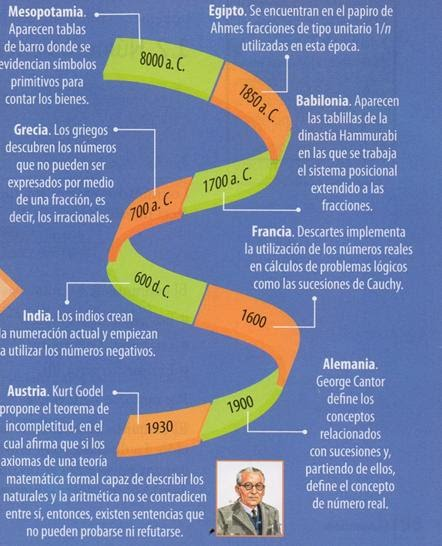 Mesopotamia.
Aparecen tablas
de barro donde se
evidencian símbolos
primitivos para
contar los bienes.
8000 a. C.
Egipto. Se encuentran en el papiro de
Ahmes fracciones de tipo unitario 1/n
utilizadas en esta época.
1850 a. C.
Babilonia. Aparecen
las tablillas de la
dinastía Hammurabi
en las que se trabaja
el sistema posicional
extendido a las
fracciones.
1700 a. C.
Grecia. Los griegos
descubren los números
que no pueden ser
expresados por medio
de una fracción, es
decir, los irracionales.
700 a. C.
600 d. C.
India. Los indios crean
la numeración actual y empiezan
a utilizar los números negativos.
Francia. Descartes implementa
la utilización de los números reales
en cálculos de problemas lógicos
como las sucesiones de Cauchy.
1600
Alemania.
George Cantor
define los
conceptos
relacionados
con sucesiones y,
partiendo de ellos,
define el concepto
de número real.
1900
1930
Austria. Kurt Godel
propone el teorema de
incompletitud, en el
cual afirma que si los
axiomas de una teoría
matemática formal capaz de describir los
naturales y la aritmética no se contradicen
entre sí, entonces, existen sentencias que
no pueden probarse ni refutarse.